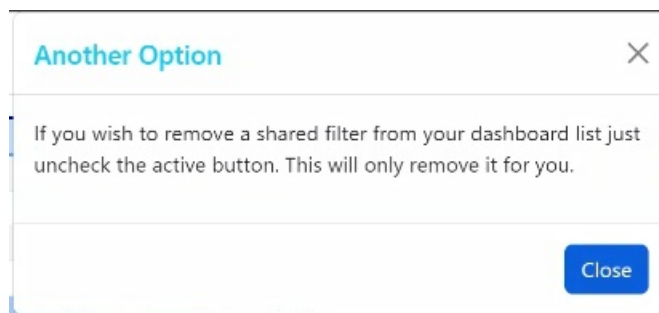 Another Option
If you wish to remove a shared filter from your dashboard list just
uncheck the active button. This will only remove it for you.
Close